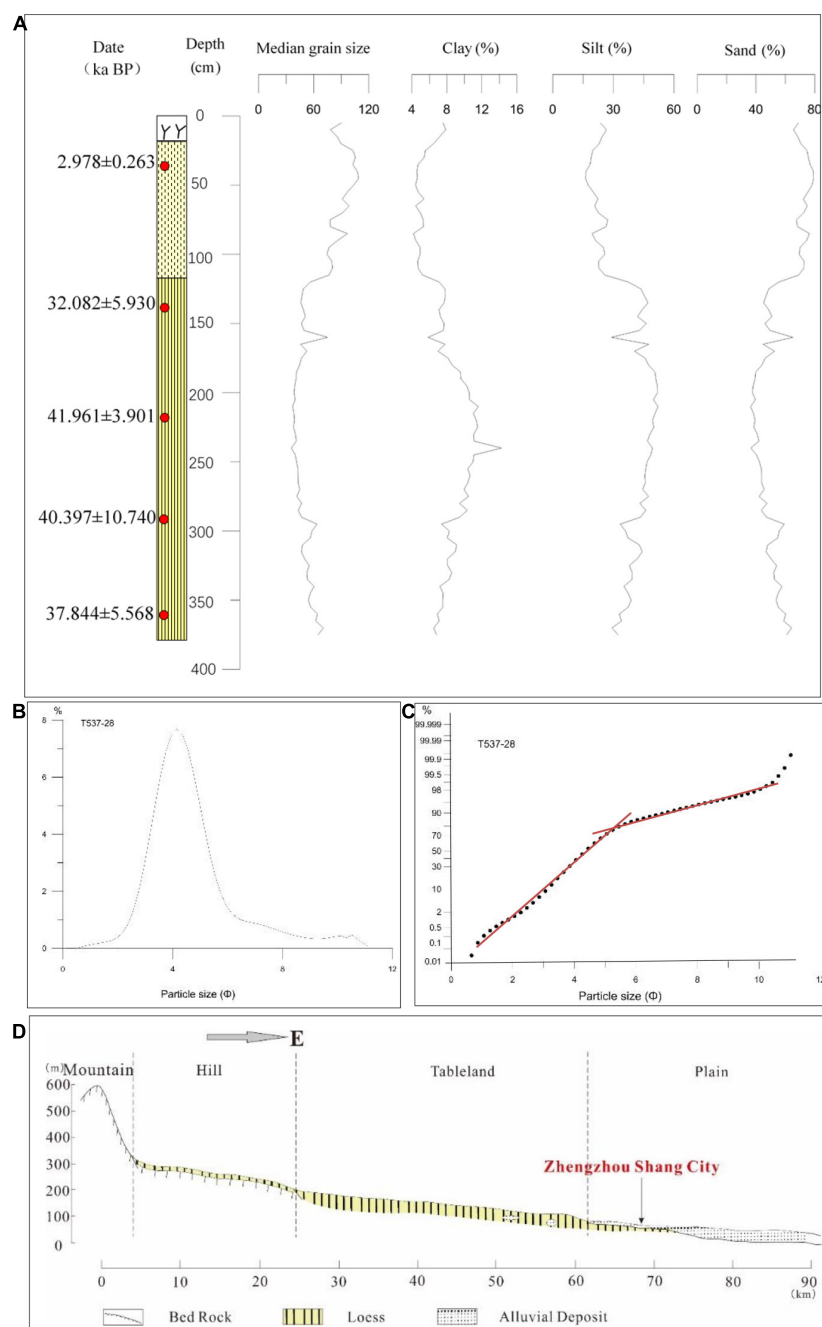 A
Date
(ka BP)
Depth
(cm)
Median grain size
Clay (%)
Silt (%)
Sand (%)
0 60 120
4 8 12 16
0 30 60
0 40 80
0
50
100
150
200
250
300
350
400
2.978±0.263
32.082±5.930
41.961±3.901
40.397±10.740
37.844±5.568
B
%
T537-28
8
6
4
2
0
0 4 8 12
Particle size (Φ)
C
%
T537-28
99.999
99.99
99.9
99.5
98
90
70
50
30
10
2
0.5
0.1
0.01
0 2 4 6 8 10 12
Particle size (Φ)
D
E
(m) Mountain
Hill
Tableland
Plain
600
500
400
300
200
100
0
Zhengzhou Shang City
0 10 20 30 40 50 60 70 80 90
(km)
Bed Rock
Loess
Alluvial Deposit